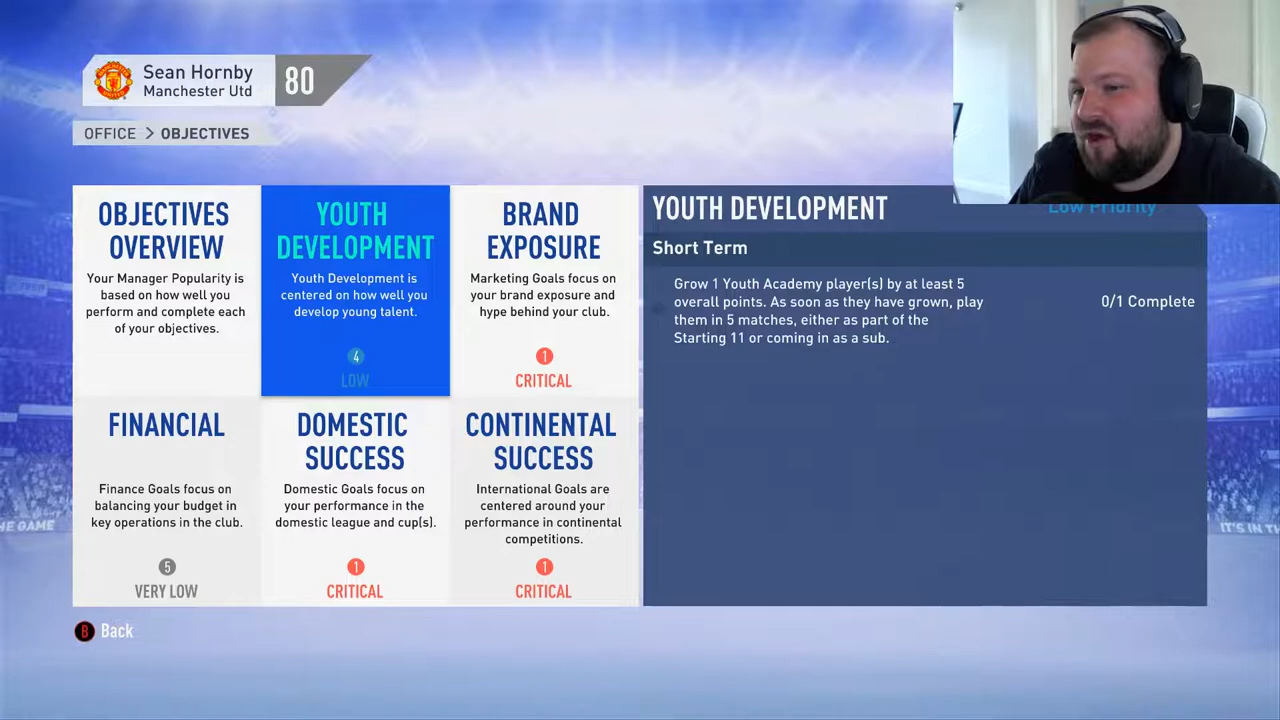 Sean Hornby
Manchester Utd
80
OFFICE > OBJECTIVES
OBJECTIVES
OVERVIEW
Your Manager Popularity is
based on how well you
perform and complete each
of your objectives.
YOUTH
DEVELOPMENT
Youth Development is
centered on how well you
develop young talent.
4
LOW
BRAND
EXPOSURE
Marketing Goals focus on
your brand exposure and
hype behind your club.
1
CRITICAL
FINANCIAL
Finance Goals focus on
balancing your budget in
key operations in the club.
5
VERY LOW
DOMESTIC
SUCCESS
Domestic Goals focus on
your performance in the
domestic league and cup(s).
1
CRITICAL
CONTINENTAL
SUCCESS
International Goals are
centered around your
performance in continental
competitions.
1
CRITICAL
YOUTH DEVELOPMENT
Low Priority
Short Term
Grow 1 Youth Academy player(s) by at least 5
overall points. As soon as they have grown, play
them in 5 matches, either as part of the
Starting 11 or coming in as a sub.
0/1 Complete
HE GAME
IT'S IN T
B Back